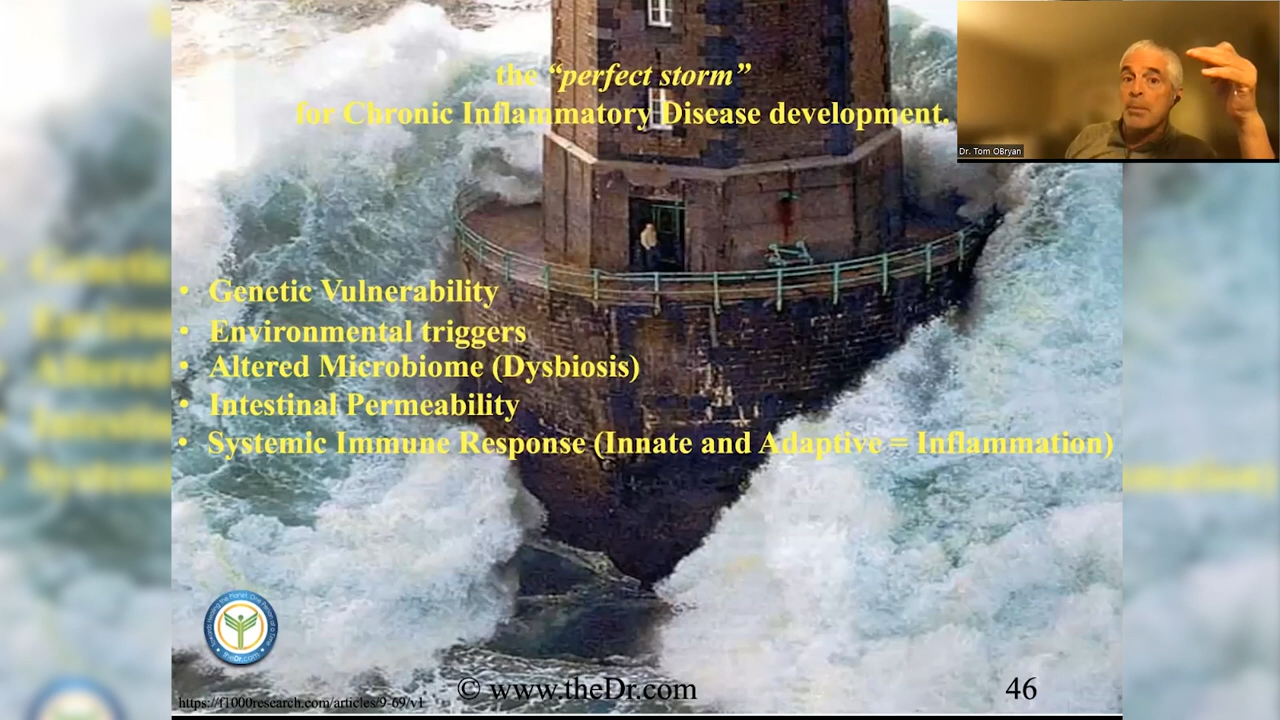 the “perfect storm”
for Chronic Inflammatory Disease development.
Dr. Tom OBryan
• Genetic Vulnerability
• Environmental triggers
• Altered Microbiome (Dysbiosis)
• Intestinal Permeability
• Systemic Immune Response (Innate and Adaptive = Inflammation)
theDr.com
https://f1000research.com/articles/9-69/v1
© www.theDr.com
46